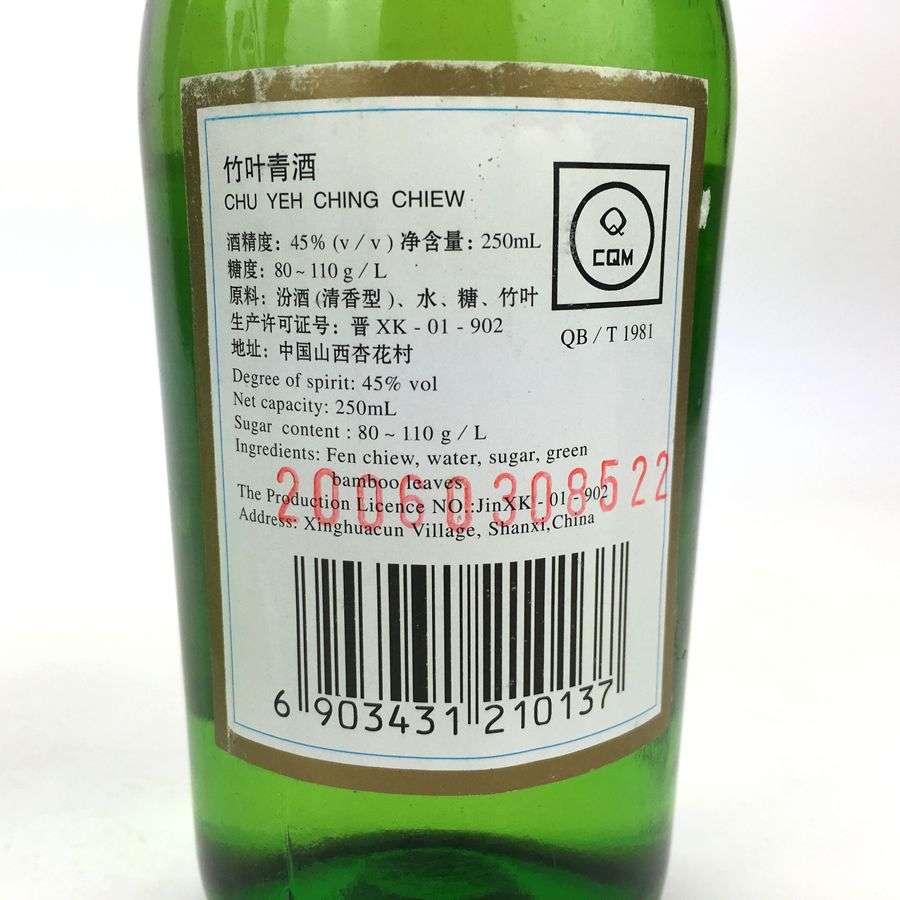 竹叶青酒
CHU YEH CHING CHIEW
酒精度: 45% (v / v) 净含量: 250mL
糖度: 80 ~ 110 g / L
原料: 汾酒 (清香型)、水、糖、竹叶
生产许可证号: 晋 XK - 01 - 902
地址: 中国山西杏花村
Q
CQM
QB / T 1981
Degree of spirit: 45% vol
Net capacity: 250mL
Sugar content : 80 ~ 110 g / L
Ingredients: Fen chiew, water, sugar, green
bamboo leaves
20060308522
The Production Licence NO.:JinXK - 01 - 902
Address: Xinghuacun Village, Shanxi,China
6 903431 210137